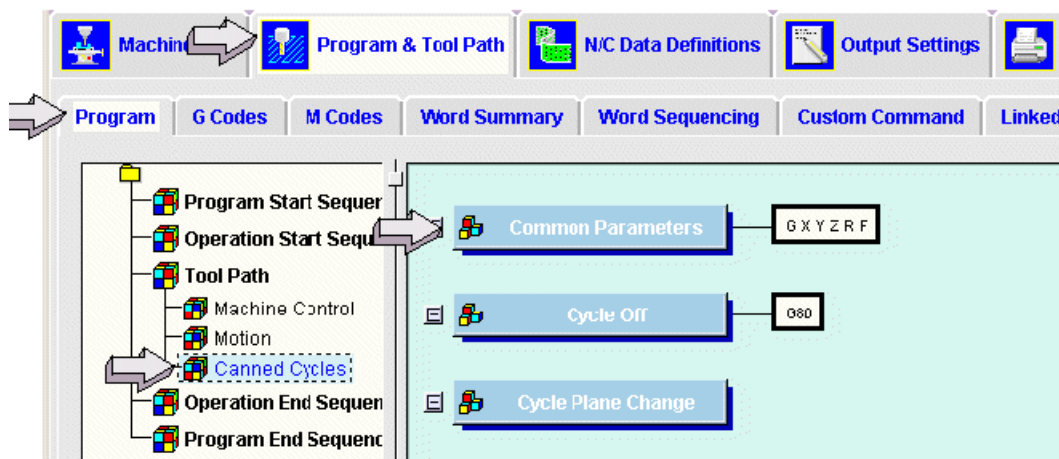 Machin
Program & Tool Path
N/C Data Definitions
Output Settings
Program
G Codes
M Codes
Word Summary
Word Sequencing
Custom Command
Linked
Program Start Sequer
Operation Start Sequ
Tool Path
Machine Control
Motion
Canned Cycles
Operation End Sequen
Program End Sequenc
Common Parameters
G X Y Z R F
Cycle Off
G80
Cycle Plane Change